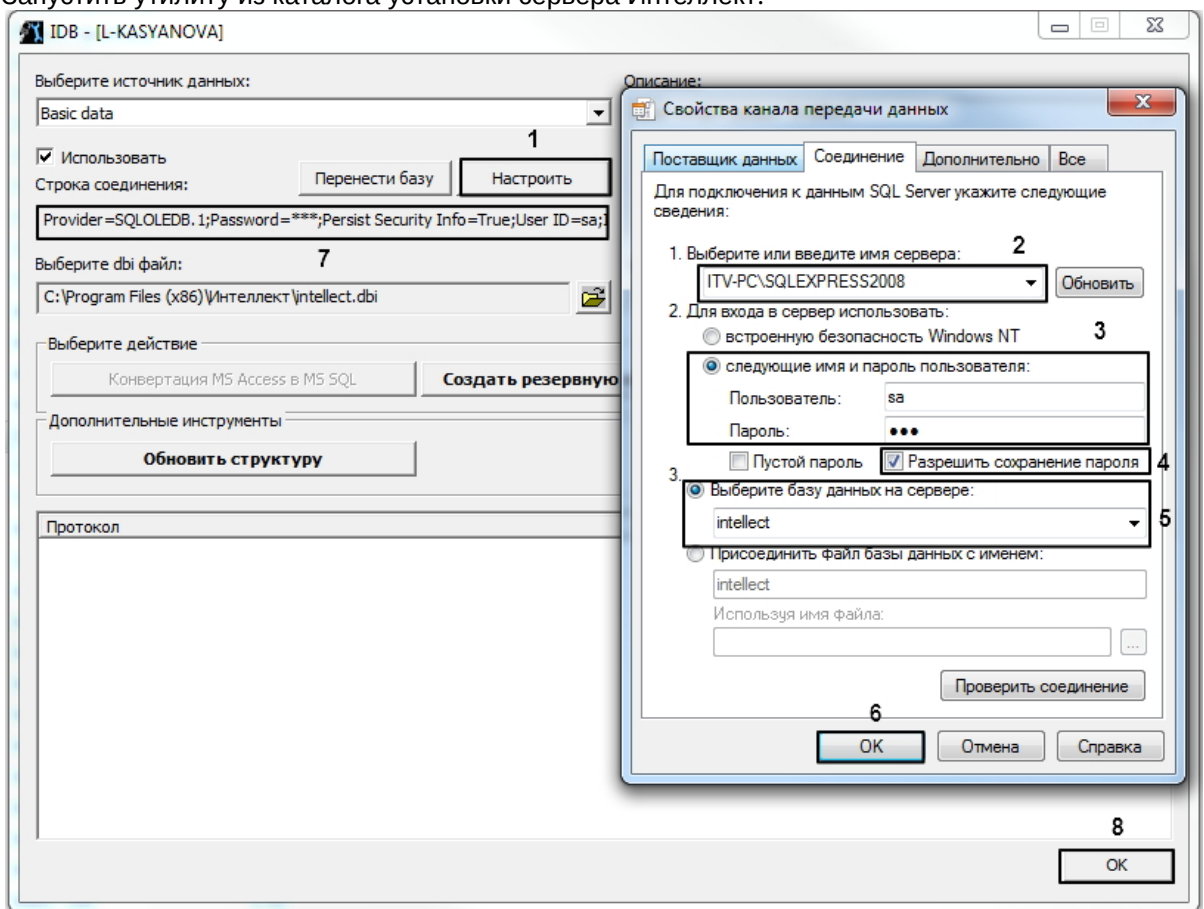 Запустить утилиту из каталога установки сервера Интеллект.
IDB - [L-KASYANOVA]
Выберите источник данных:
Basic data
Использовать
Строка соединения:
Перенести базу
1
Настроить
Provider=SQLOLEDB.1;Password=***;Persist Security Info=True;User ID=sa;I
7
Выберите dbi файл:
C:\Program Files (x86)\Интеллект\intellect.dbi
Выберите действие
Конвертация MS Access в MS SQL
Создать резервную
Дополнительные инструменты
Обновить структуру
Протокол
Описание:
Свойства канала передачи данных
Поставщик данных
Соединение
Дополнительно
Все
Для подключения к данным SQL Server укажите следующие
сведения:
1. Выберите или введите имя сервера:
2
ITV-PC\SQLEXPRESS2008
Обновить
2. Для входа в сервер использовать:
встроенную безопасность Windows NT
3
следующие имя и пароль пользователя:
Пользователь:
sa
Пароль:
●●●
Пустой пароль
Разрешить сохранение пароля
4
3.
Выберите базу данных на сервере:
intellect
5
Присоединить файл базы данных с именем:
intellect
Используя имя файла:
...
Проверить соединение
6
OK
Отмена
Справка
8
OK